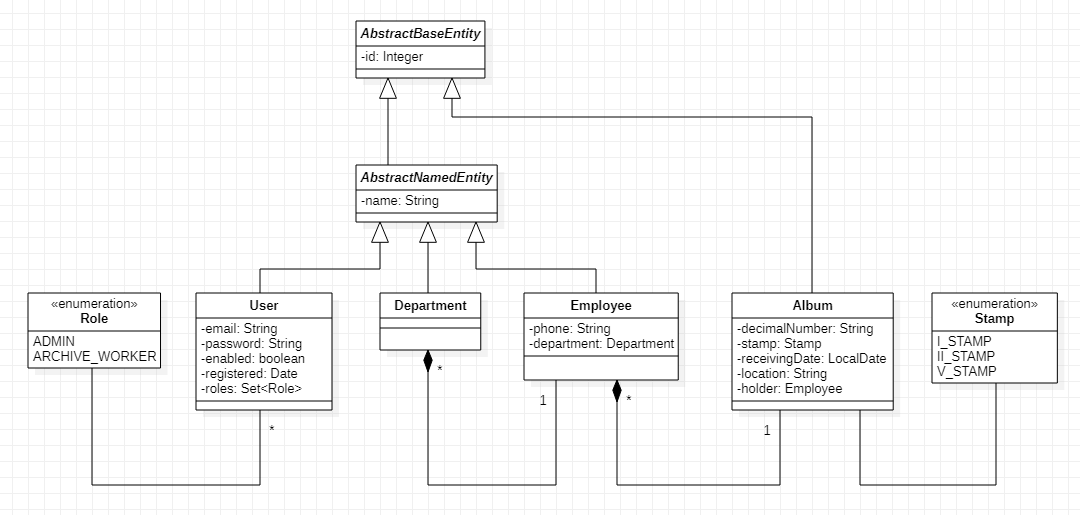 AbstractBaseEntity
-id: Integer
AbstractNamedEntity
-name: String
«enumeration»
Role
ADMIN
ARCHIVE_WORKER
User
-email: String
-password: String
-enabled: boolean
-registered: Date
-roles: Set<Role>
*
Department
*
Employee
-phone: String
-department: Department
1
*
Album
-decimalNumber: String
-stamp: Stamp
-receivingDate: LocalDate
-location: String
-holder: Employee
1
«enumeration»
Stamp
I_STAMP
II_STAMP
V_STAMP